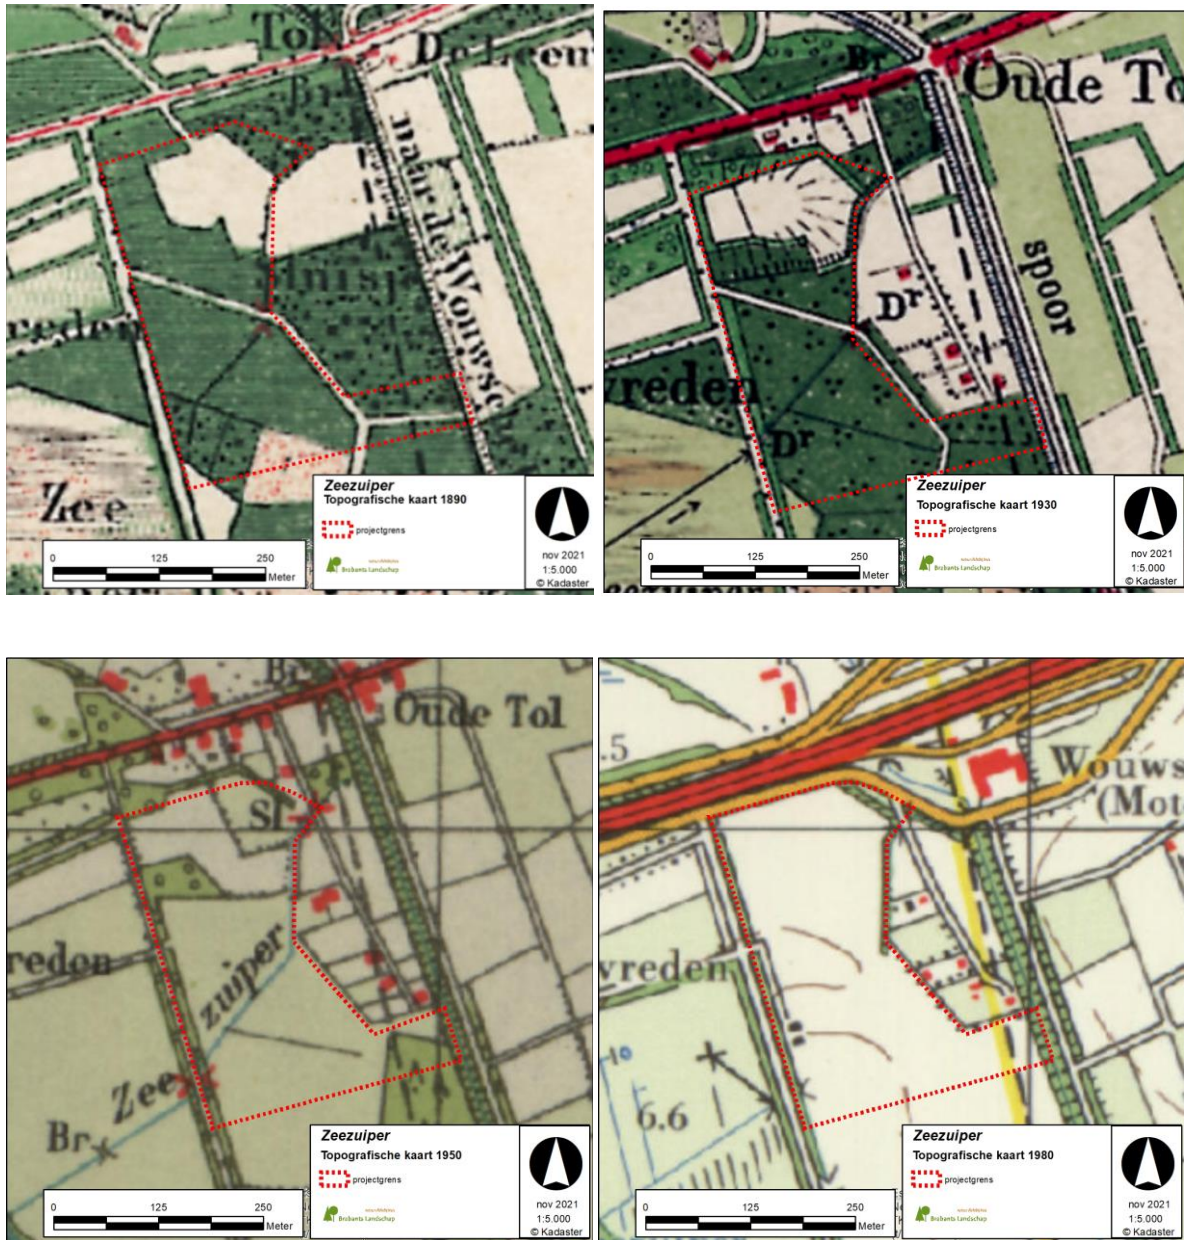 Tol
De Leeu
Br
naar de Wouwsc
reden
Zee
Zeezuiper
Topografische kaart 1890
projectgrens
Brabants Landschap
0 125 250
Meter
nov 2021
1:5.000
© Kadaster
Br
Oude To
spoor
Dr
vreden
Dr
Zeezuiper
Topografische kaart 1930
projectgrens
Brabants Landschap
0 125 250
Meter
nov 2021
1:5.000
© Kadaster
Br
Oude Tol
Sl
reden
zuiper
Zee
Br
Zeezuiper
Topografische kaart 1950
projectgrens
Brabants Landschap
0 125 250
Meter
nov 2021
1:5.000
© Kadaster
.5
Wouws
(Mot
vreden
6.6
Zeezuiper
Topografische kaart 1980
projectgrens
Brabants Landschap
0 125 250
Meter
nov 2021
1:5.000
© Kadaster